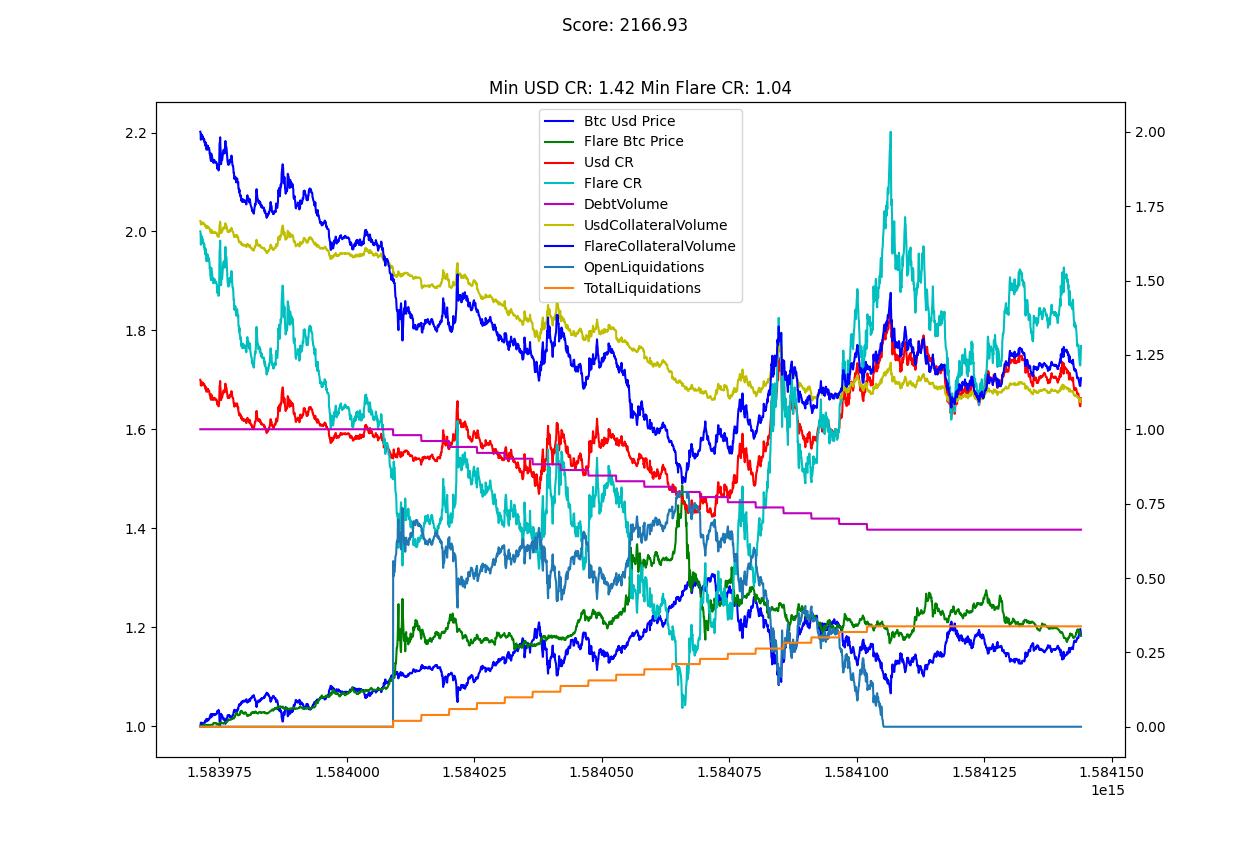 Score: 2166.93
Min USD CR: 1.42 Min Flare CR: 1.04
Btc Usd Price
Flare Btc Price
Usd CR
Flare CR
DebtVolume
UsdCollateralVolume
FlareCollateralVolume
OpenLiquidations
TotalLiquidations
2.2
2.0
1.8
1.6
1.4
1.2
1.0
2.00
1.75
1.50
1.25
1.00
0.75
0.50
0.25
0.00
1.583975 1.584000 1.584025 1.584050 1.584075 1.584100 1.584125 1.584150
1e15